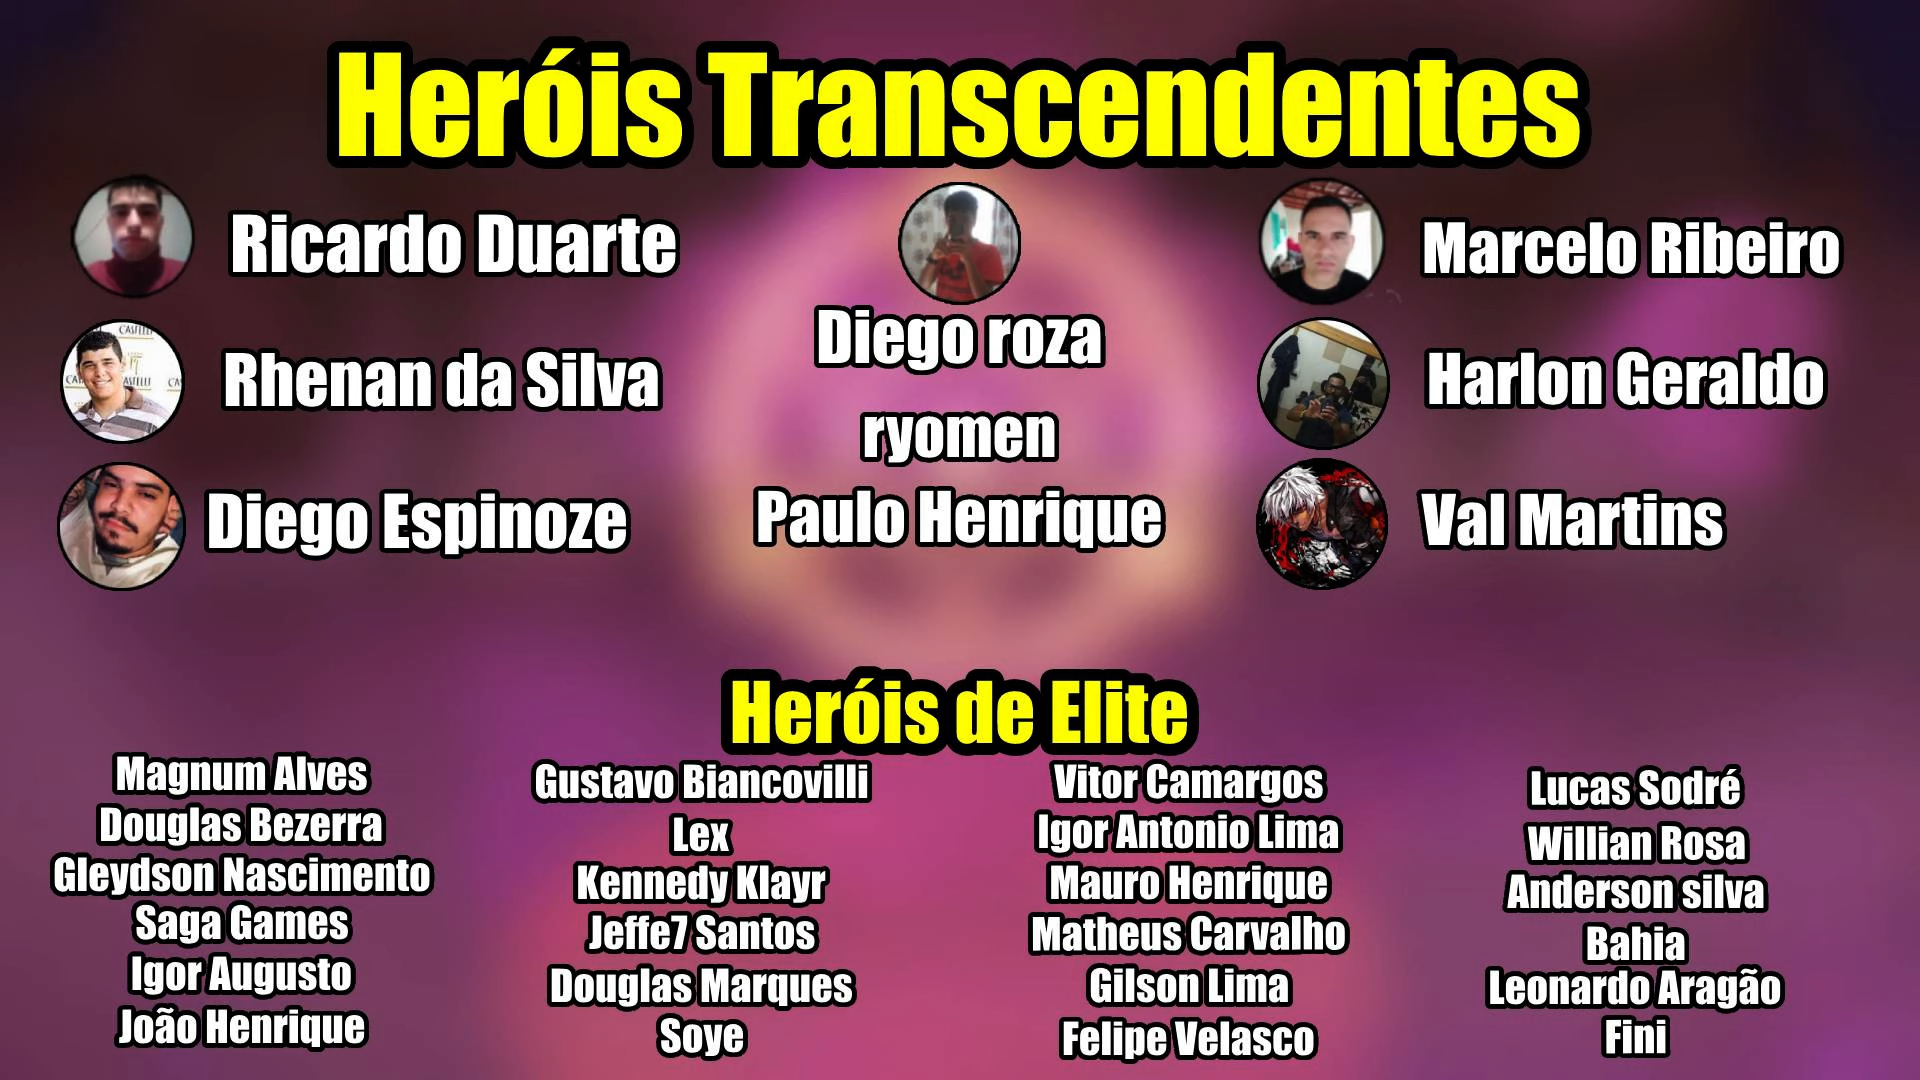 Heróis Transcendentes
Ricardo Duarte
Rhenan da Silva
Diego Espinoze
Diego roza
ryomen
Paulo Henrique
Marcelo Ribeiro
Harlon Geraldo
Val Martins
Heróis de Elite
Magnum Alves
Douglas Bezerra
Gleydson Nascimento
Saga Games
Igor Augusto
João Henrique
Gustavo Biancovilli
Lex
Kennedy Klayr
Jeffe7 Santos
Douglas Marques
Soye
Vitor Camargos
Igor Antonio Lima
Mauro Henrique
Matheus Carvalho
Gilson Lima
Felipe Velasco
Lucas Sodré
Willian Rosa
Anderson silva
Bahia
Leonardo Aragão
Fini